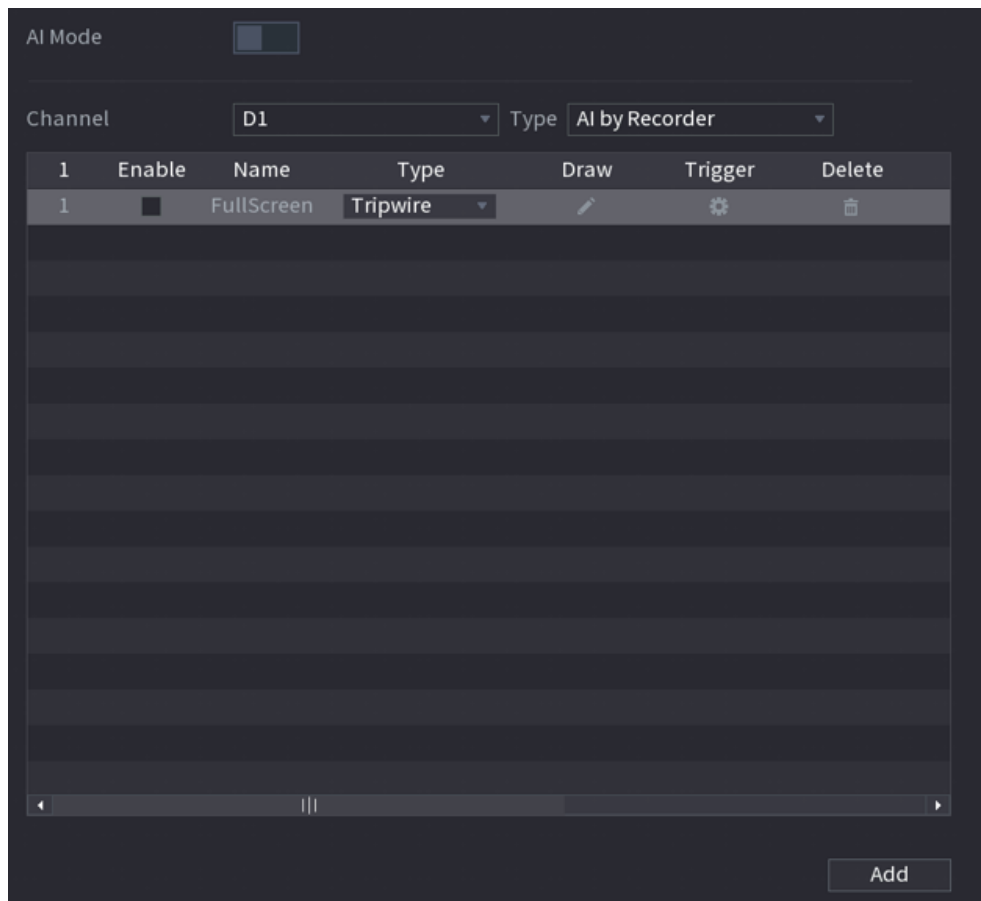 AI Mode
Channel D1 Type AI by Recorder
1 Enable Name Type Draw Trigger Delete
1 FullScreen Tripwire
Add